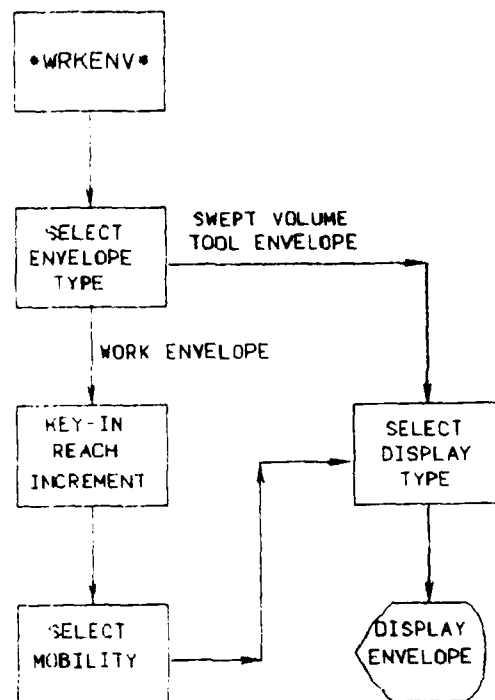 *WRKENV*
SELECT
ENVELOPE
TYPE
SWEPT VOLUME
TOOL ENVELOPE
WORK ENVELOPE
KEY-IN
REACH
INCREMENT
SELECT
DISPLAY
TYPE
SELECT
MOBILITY
DISPLAY
ENVELOPE